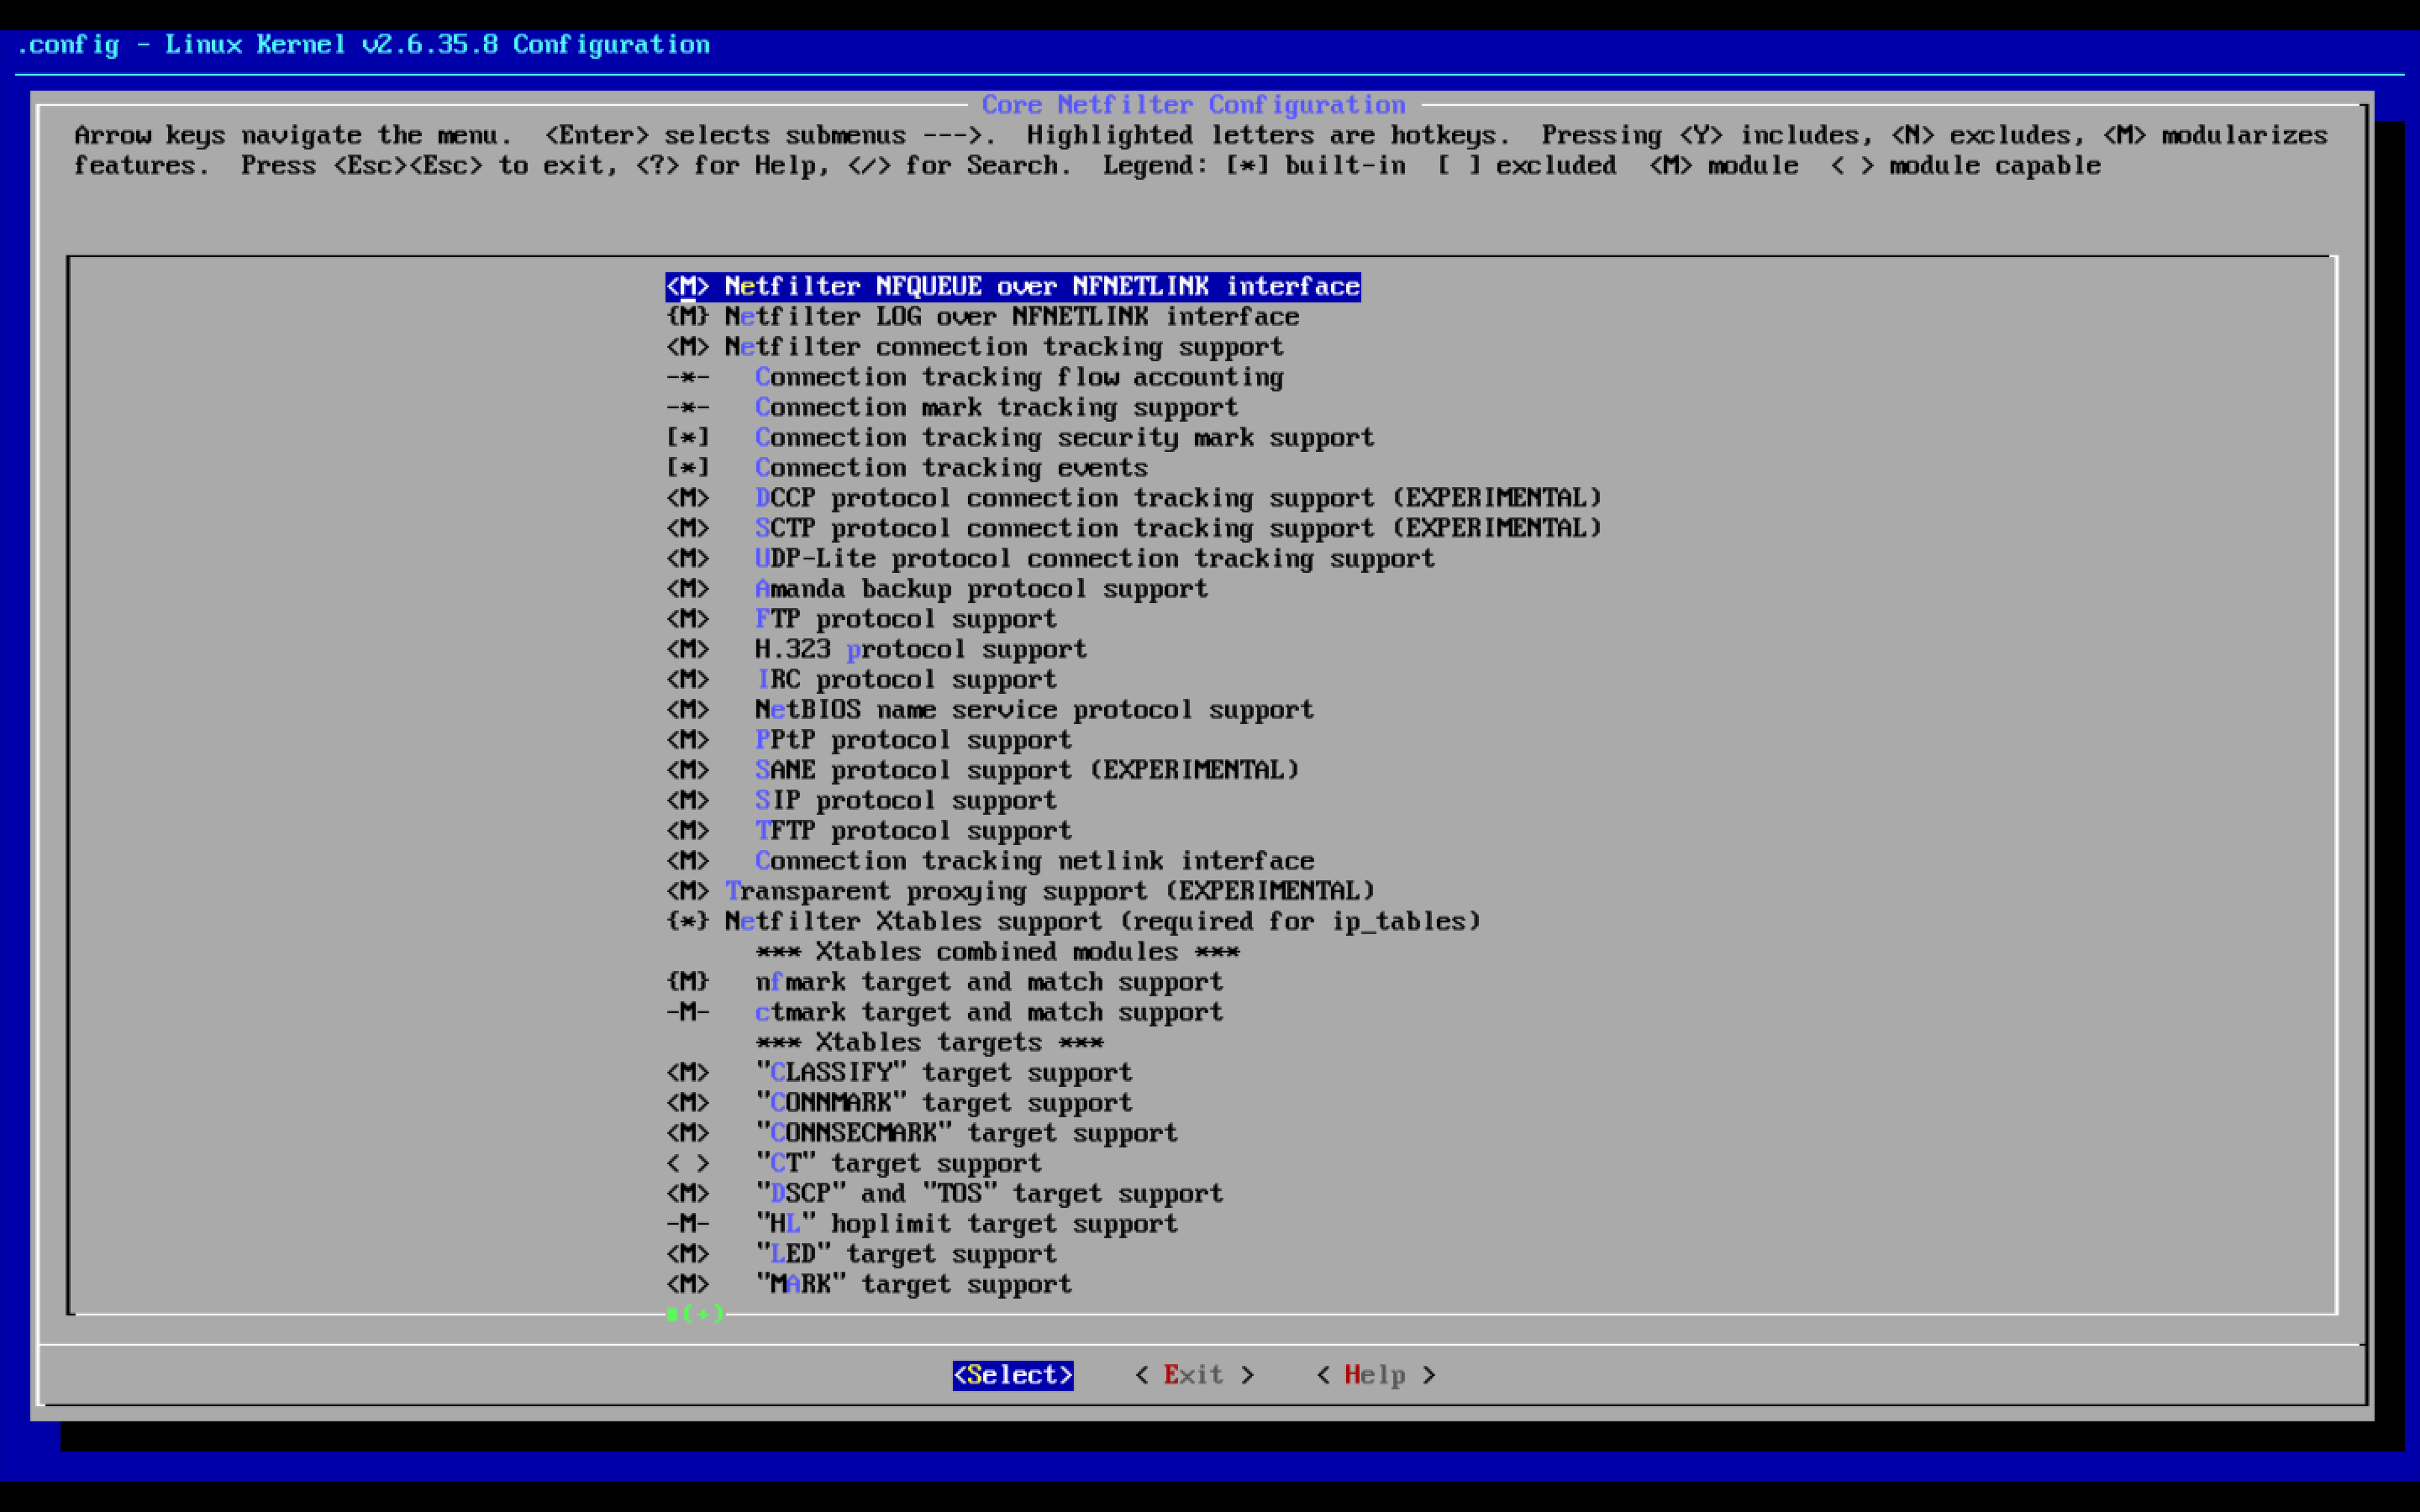 .config - Linux Kernel v2.6.35.8 Configuration
Core Netfilter Configuration
Arrow keys navigate the menu.  <Enter> selects submenus --->.  Highlighted letters are hotkeys.  Pressing <Y> includes, <N> excludes, <M> modularizes
features.  Press <Esc><Esc> to exit, <?> for Help, </> for Search.  Legend: [*] built-in  [ ] excluded  <M> module  < > module capable
<M> Netfilter NFQUEUE over NFNETLINK interface
{M} Netfilter LOG over NFNETLINK interface
<M> Netfilter connection tracking support
-*-   Connection tracking flow accounting
-*-   Connection mark tracking support
[*]   Connection tracking security mark support
[*]   Connection tracking events
<M>   DCCP protocol connection tracking support (EXPERIMENTAL)
<M>   SCTP protocol connection tracking support (EXPERIMENTAL)
<M>   UDP-Lite protocol connection tracking support
<M>   Amanda backup protocol support
<M>   FTP protocol support
<M>   H.323 protocol support
<M>   IRC protocol support
<M>   NetBIOS name service protocol support
<M>   PPtP protocol support
<M>   SANE protocol support (EXPERIMENTAL)
<M>   SIP protocol support
<M>   TFTP protocol support
<M>   Connection tracking netlink interface
<M> Transparent proxying support (EXPERIMENTAL)
{*} Netfilter Xtables support (required for ip_tables)
*** Xtables combined modules ***
{M}   nfmark target and match support
-M-   ctmark target and match support
*** Xtables targets ***
<M>   "CLASSIFY" target support
<M>   "CONNMARK" target support
<M>   "CONNSECMARK" target support
< >   "CT" target support
<M>   "DSCP" and "TOS" target support
-M-   "HL" hoplimit target support
<M>   "LED" target support
<M>   "MARK" target support
(+)
<Select>    < Exit >    < Help >